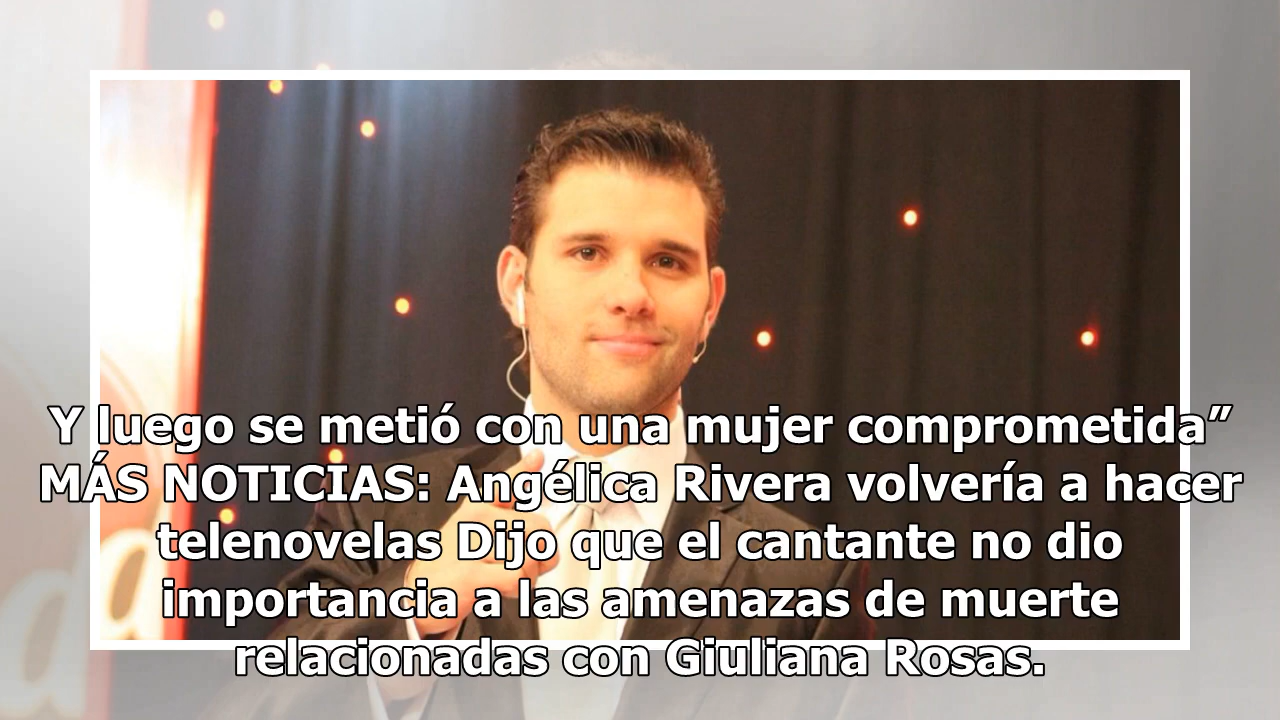 Y luego se metió con una mujer comprometida”
MÁS NOTICIAS: Angélica Rivera volvería a hacer
telenovelas Dijo que el cantante no dio
importancia a las amenazas de muerte
relacionadas con Giuliana Rosas.